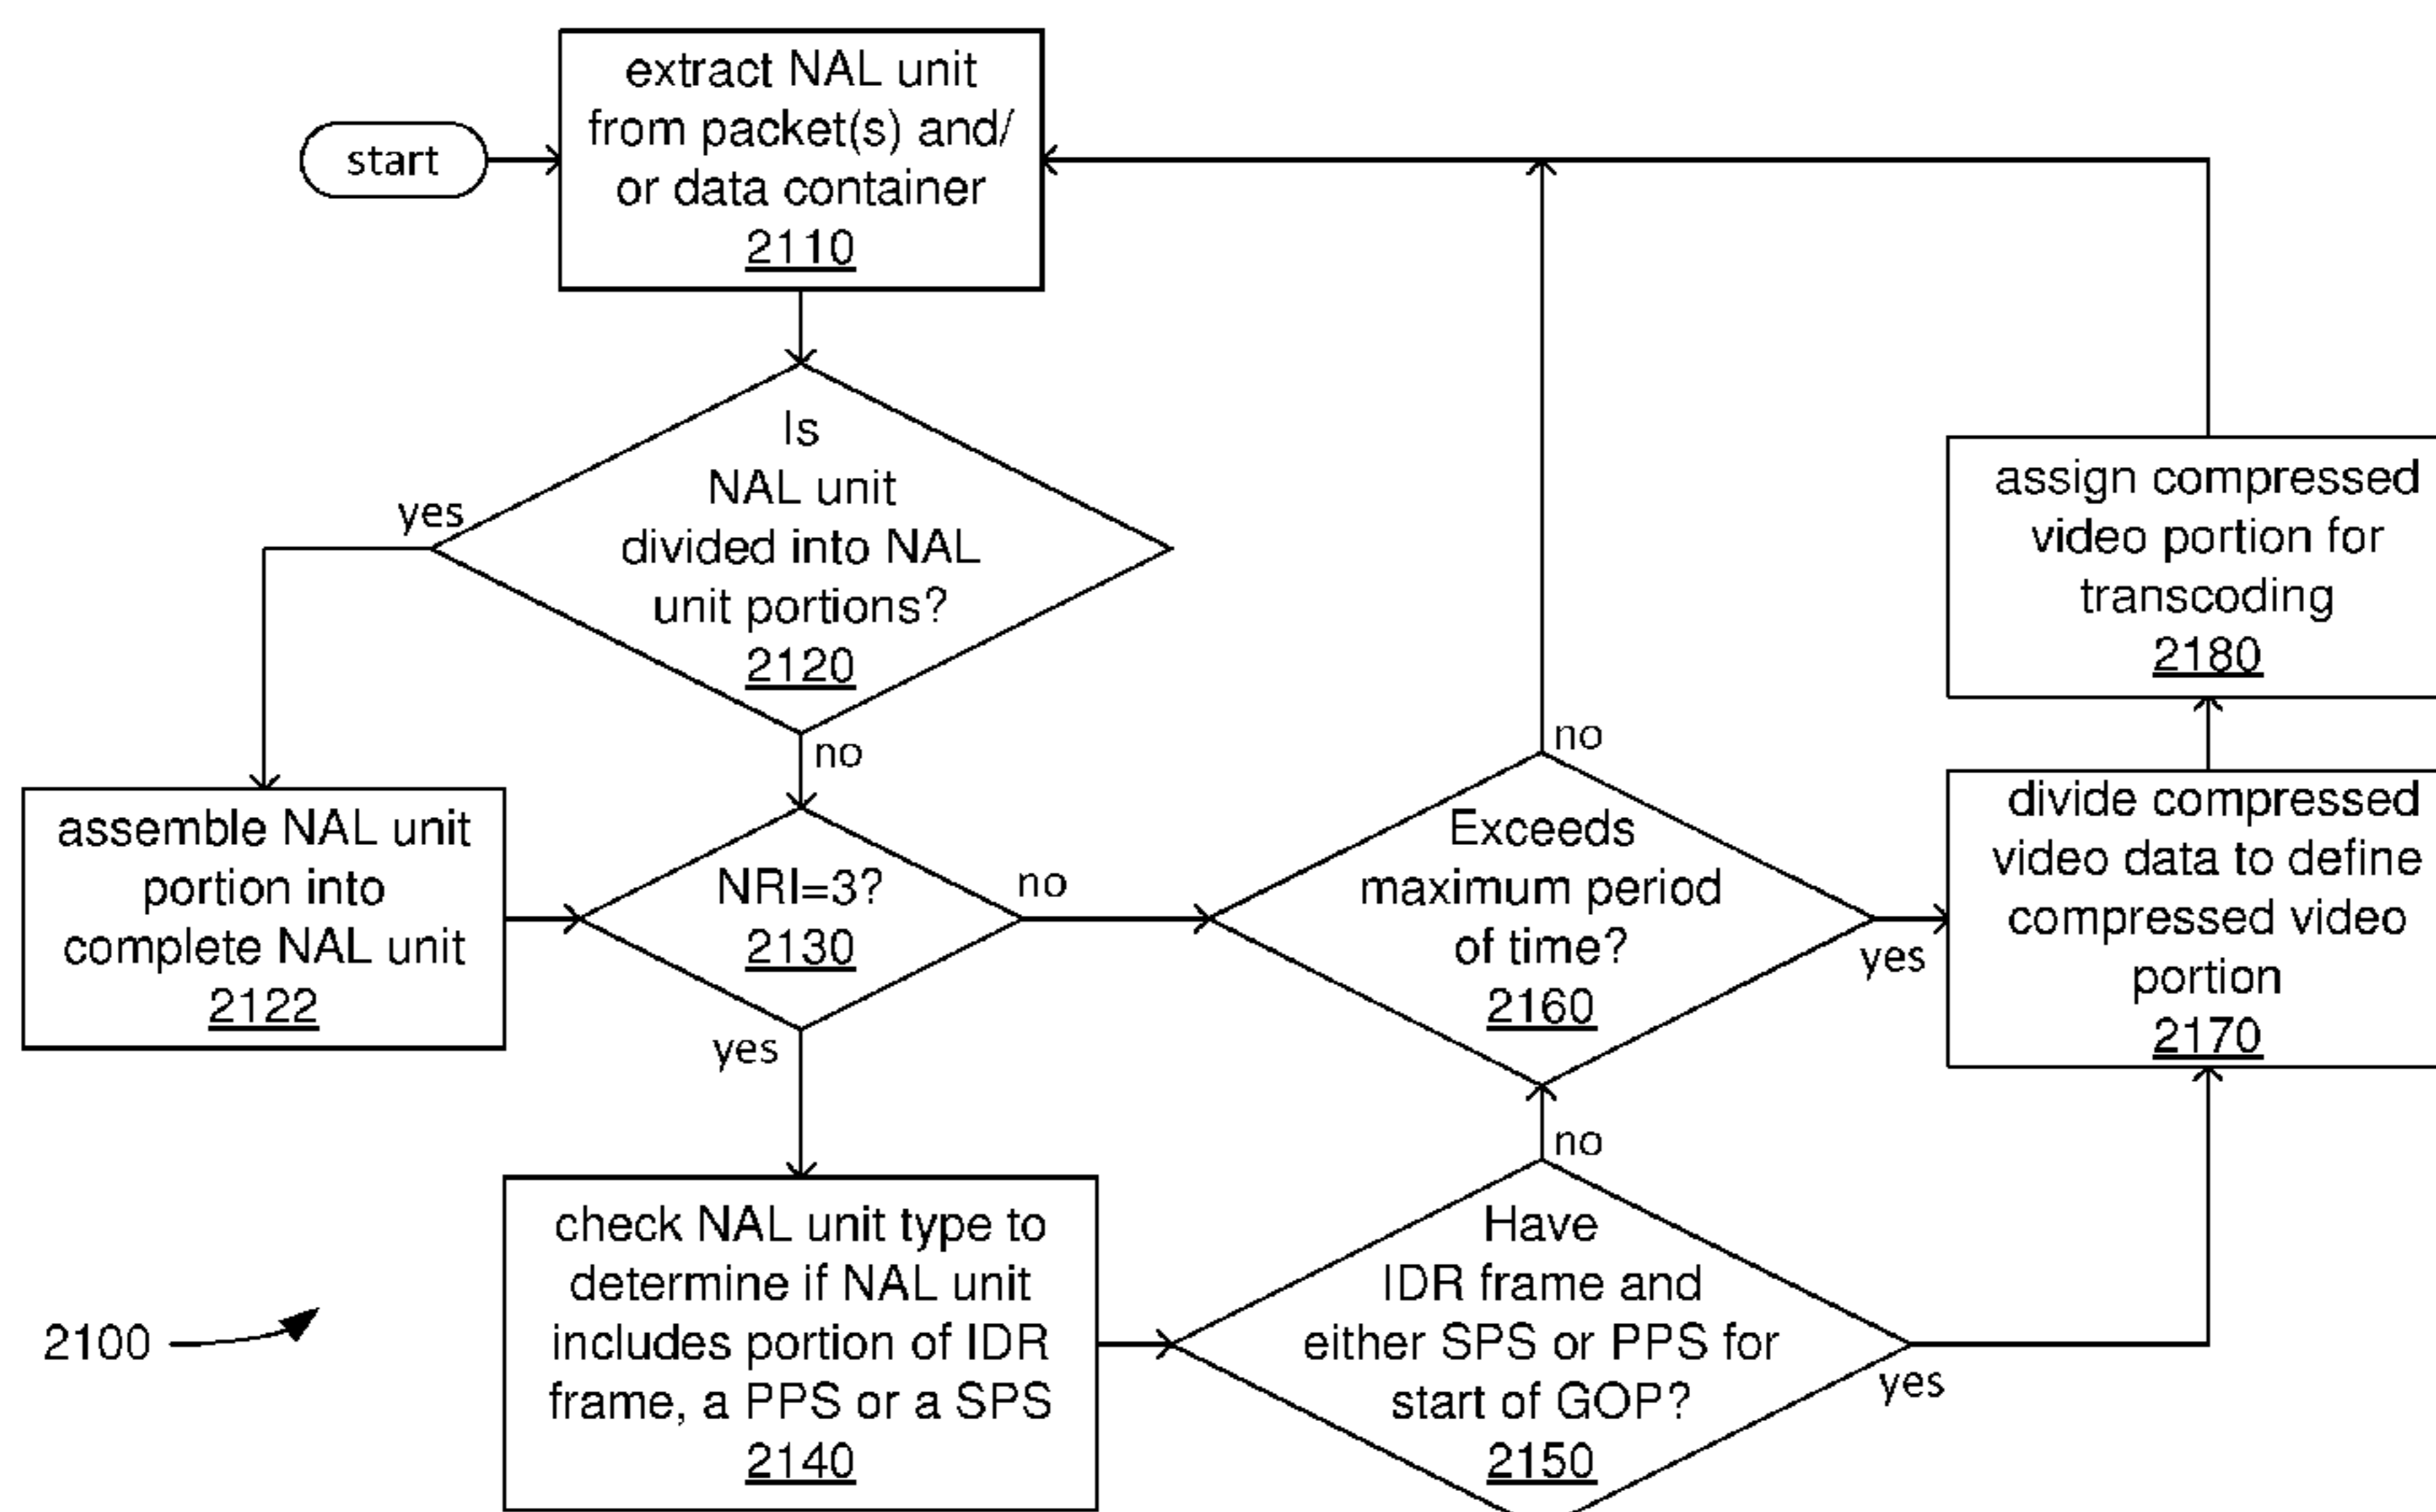 extract NAL unit
from packet(s) and/
or data container
2110
start
Is
NAL unit
divided into NAL
unit portions?
2120
yes
no
assemble NAL unit
portion into
complete NAL unit
2122
NRI=3?
2130
no
yes
check NAL unit type to
determine if NAL unit
includes portion of IDR
frame, a PPS or a SPS
2140
Have
IDR frame and
either SPS or PPS for
start of GOP?
2150
no
yes
Exceeds
maximum period
of time?
2160
no
yes
divide compressed
video data to define
compressed video
portion
2170
assign compressed
video portion for
transcoding
2180
2100